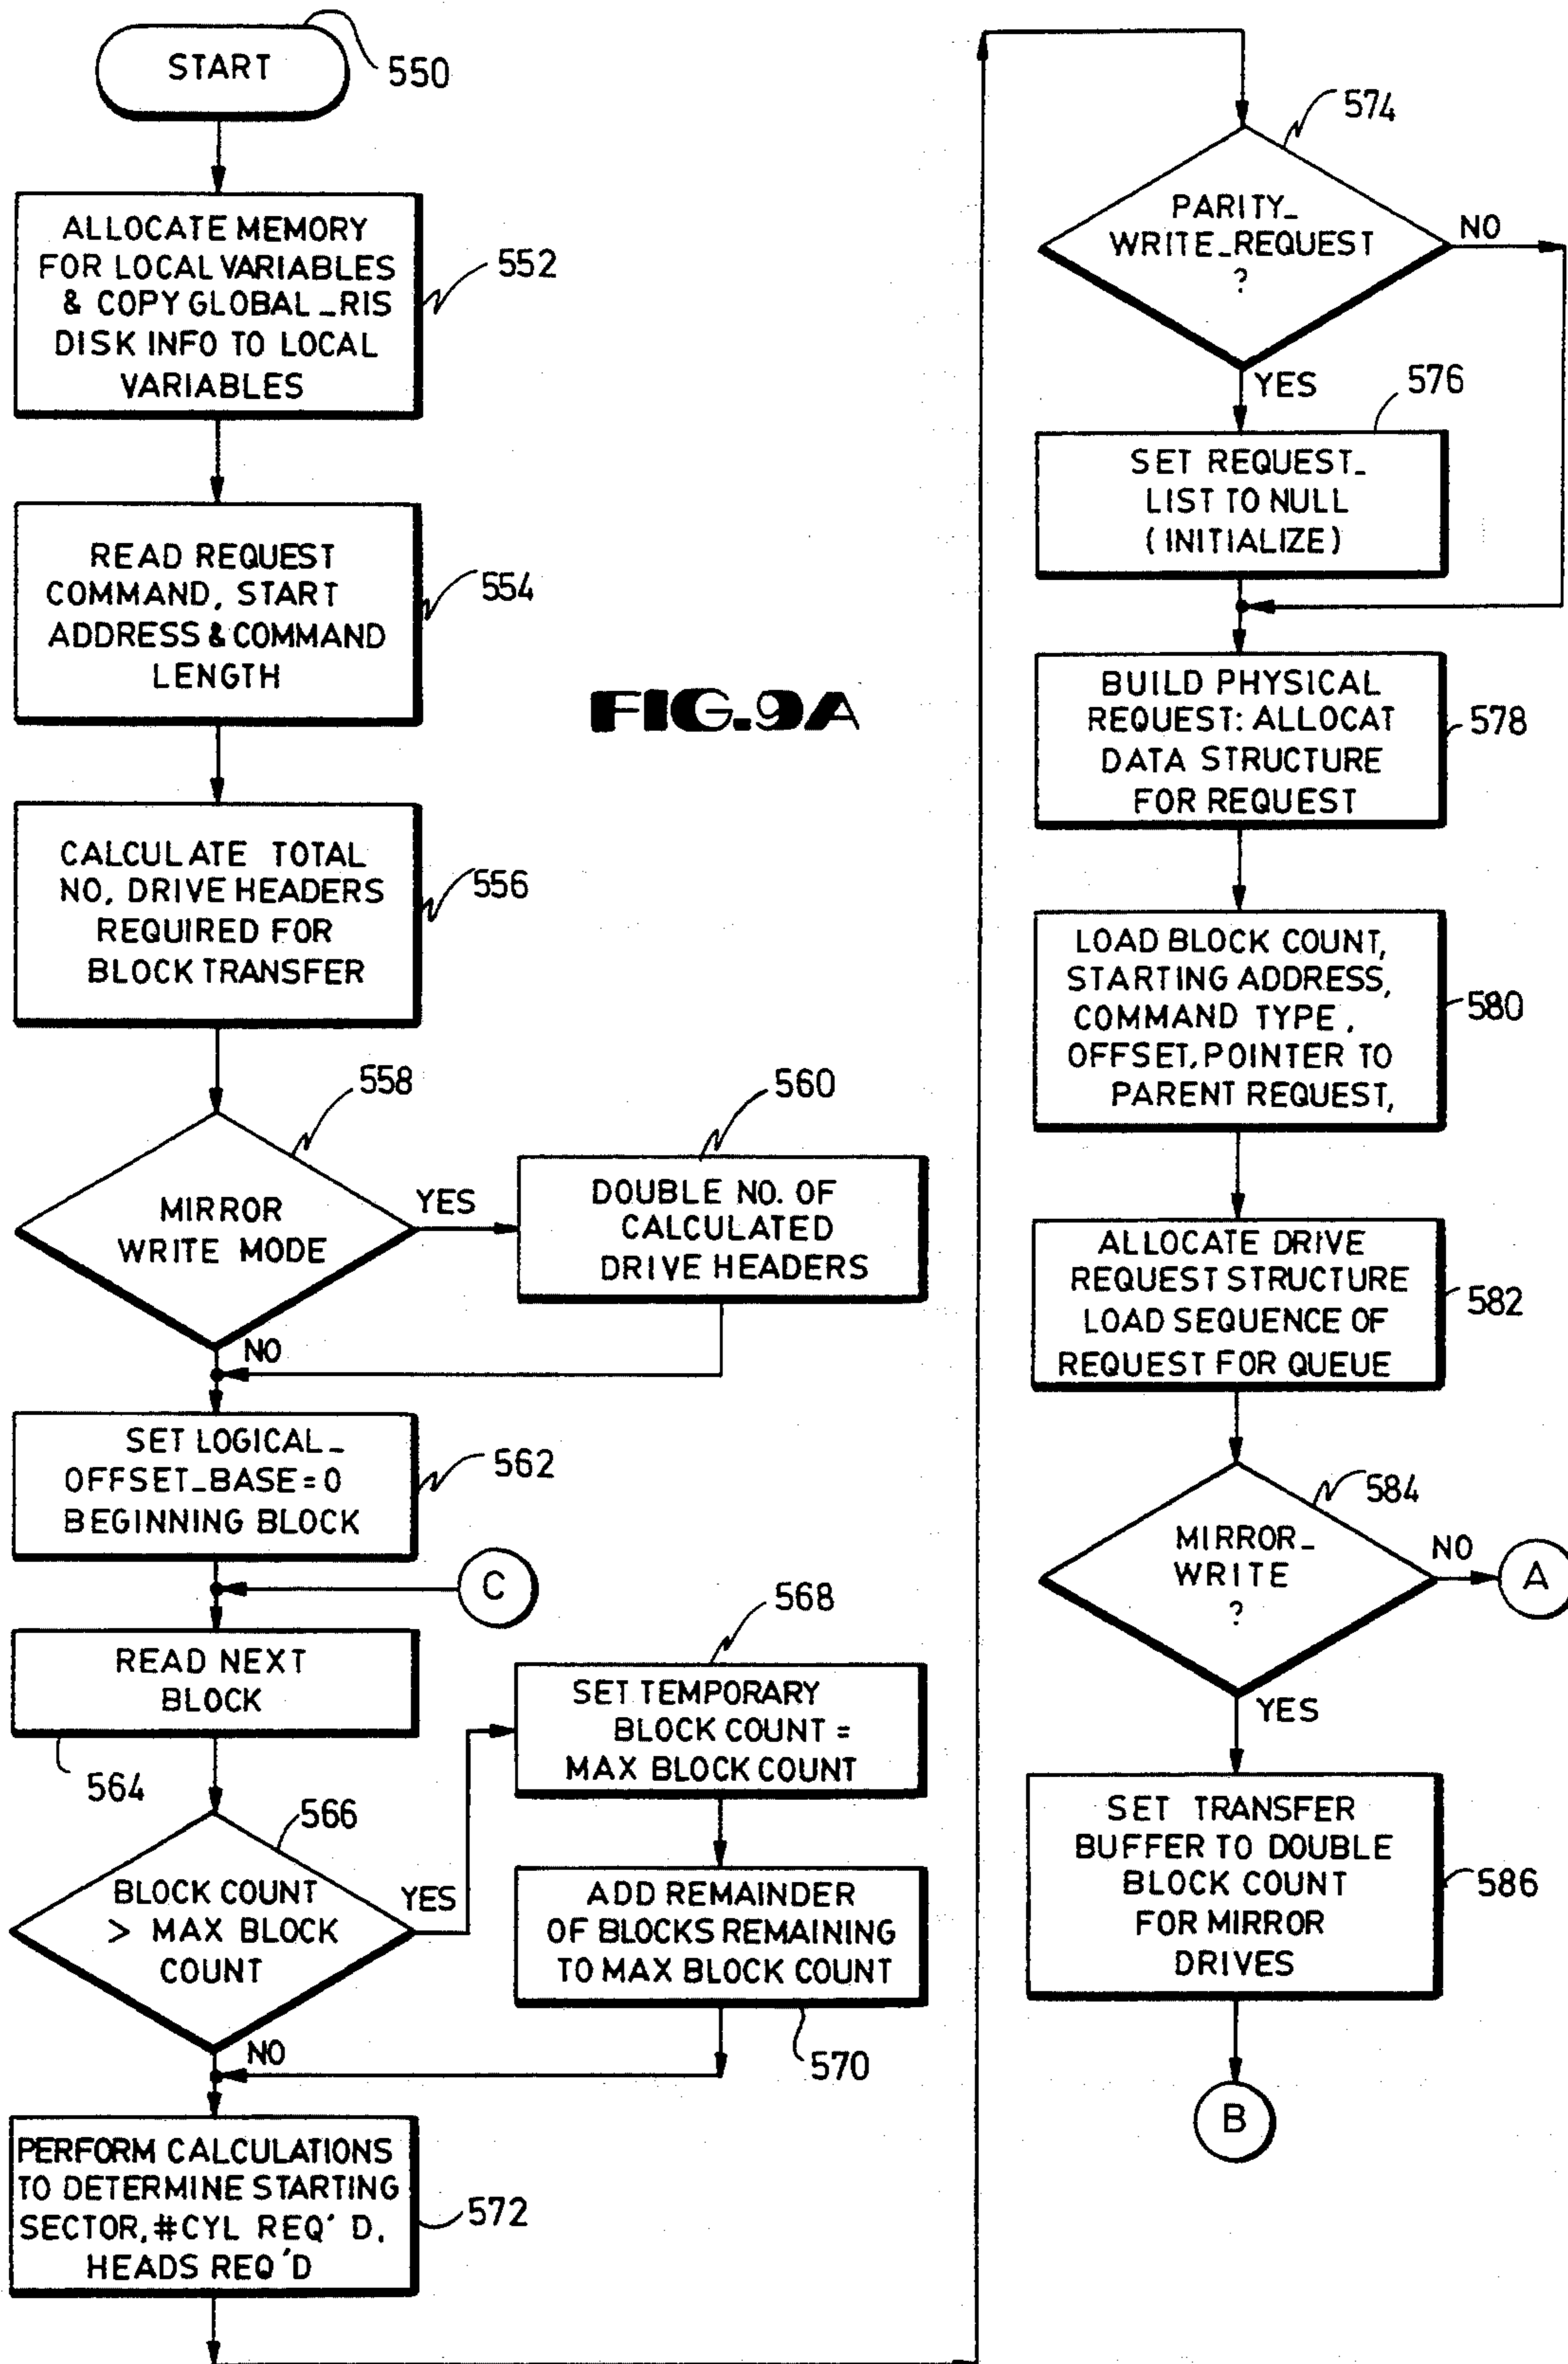 START
550
ALLOCATE MEMORY
FOR LOCAL VARIABLES
& COPY GLOBAL_RIS
DISK INFO TO LOCAL
VARIABLES
552
READ REQUEST
COMMAND, START
ADDRESS & COMMAND
LENGTH
554
CALCULATE TOTAL
NO. DRIVE HEADERS
REQUIRED FOR
BLOCK TRANSFER
556
558
MIRROR
WRITE MODE
YES
NO
560
DOUBLE NO. OF
CALCULATED
DRIVE HEADERS
SET LOGICAL_
OFFSET_BASE=0
BEGINNING BLOCK
562
C
READ NEXT
BLOCK
564
566
BLOCK COUNT
> MAX BLOCK
COUNT
YES
NO
568
SET TEMPORARY
BLOCK COUNT =
MAX BLOCK COUNT
ADD REMAINDER
OF BLOCKS REMAINING
TO MAX BLOCK COUNT
570
PERFORM CALCULATIONS
TO DETERMINE STARTING
SECTOR, #CYL REQ'D,
HEADS REQ'D
572
FIG.9A
574
PARITY_
WRITE_REQUEST
?
NO
YES
576
SET REQUEST_
LIST TO NULL
(INITIALIZE)
BUILD PHYSICAL
REQUEST: ALLOCAT
DATA STRUCTURE
FOR REQUEST
578
LOAD BLOCK COUNT,
STARTING ADDRESS,
COMMAND TYPE,
OFFSET, POINTER TO
PARENT REQUEST,
580
ALLOCATE DRIVE
REQUEST STRUCTURE
LOAD SEQUENCE OF
REQUEST FOR QUEUE
582
584
MIRROR_
WRITE
?
NO
A
YES
SET TRANSFER
BUFFER TO DOUBLE
BLOCK COUNT
FOR MIRROR
DRIVES
586
B